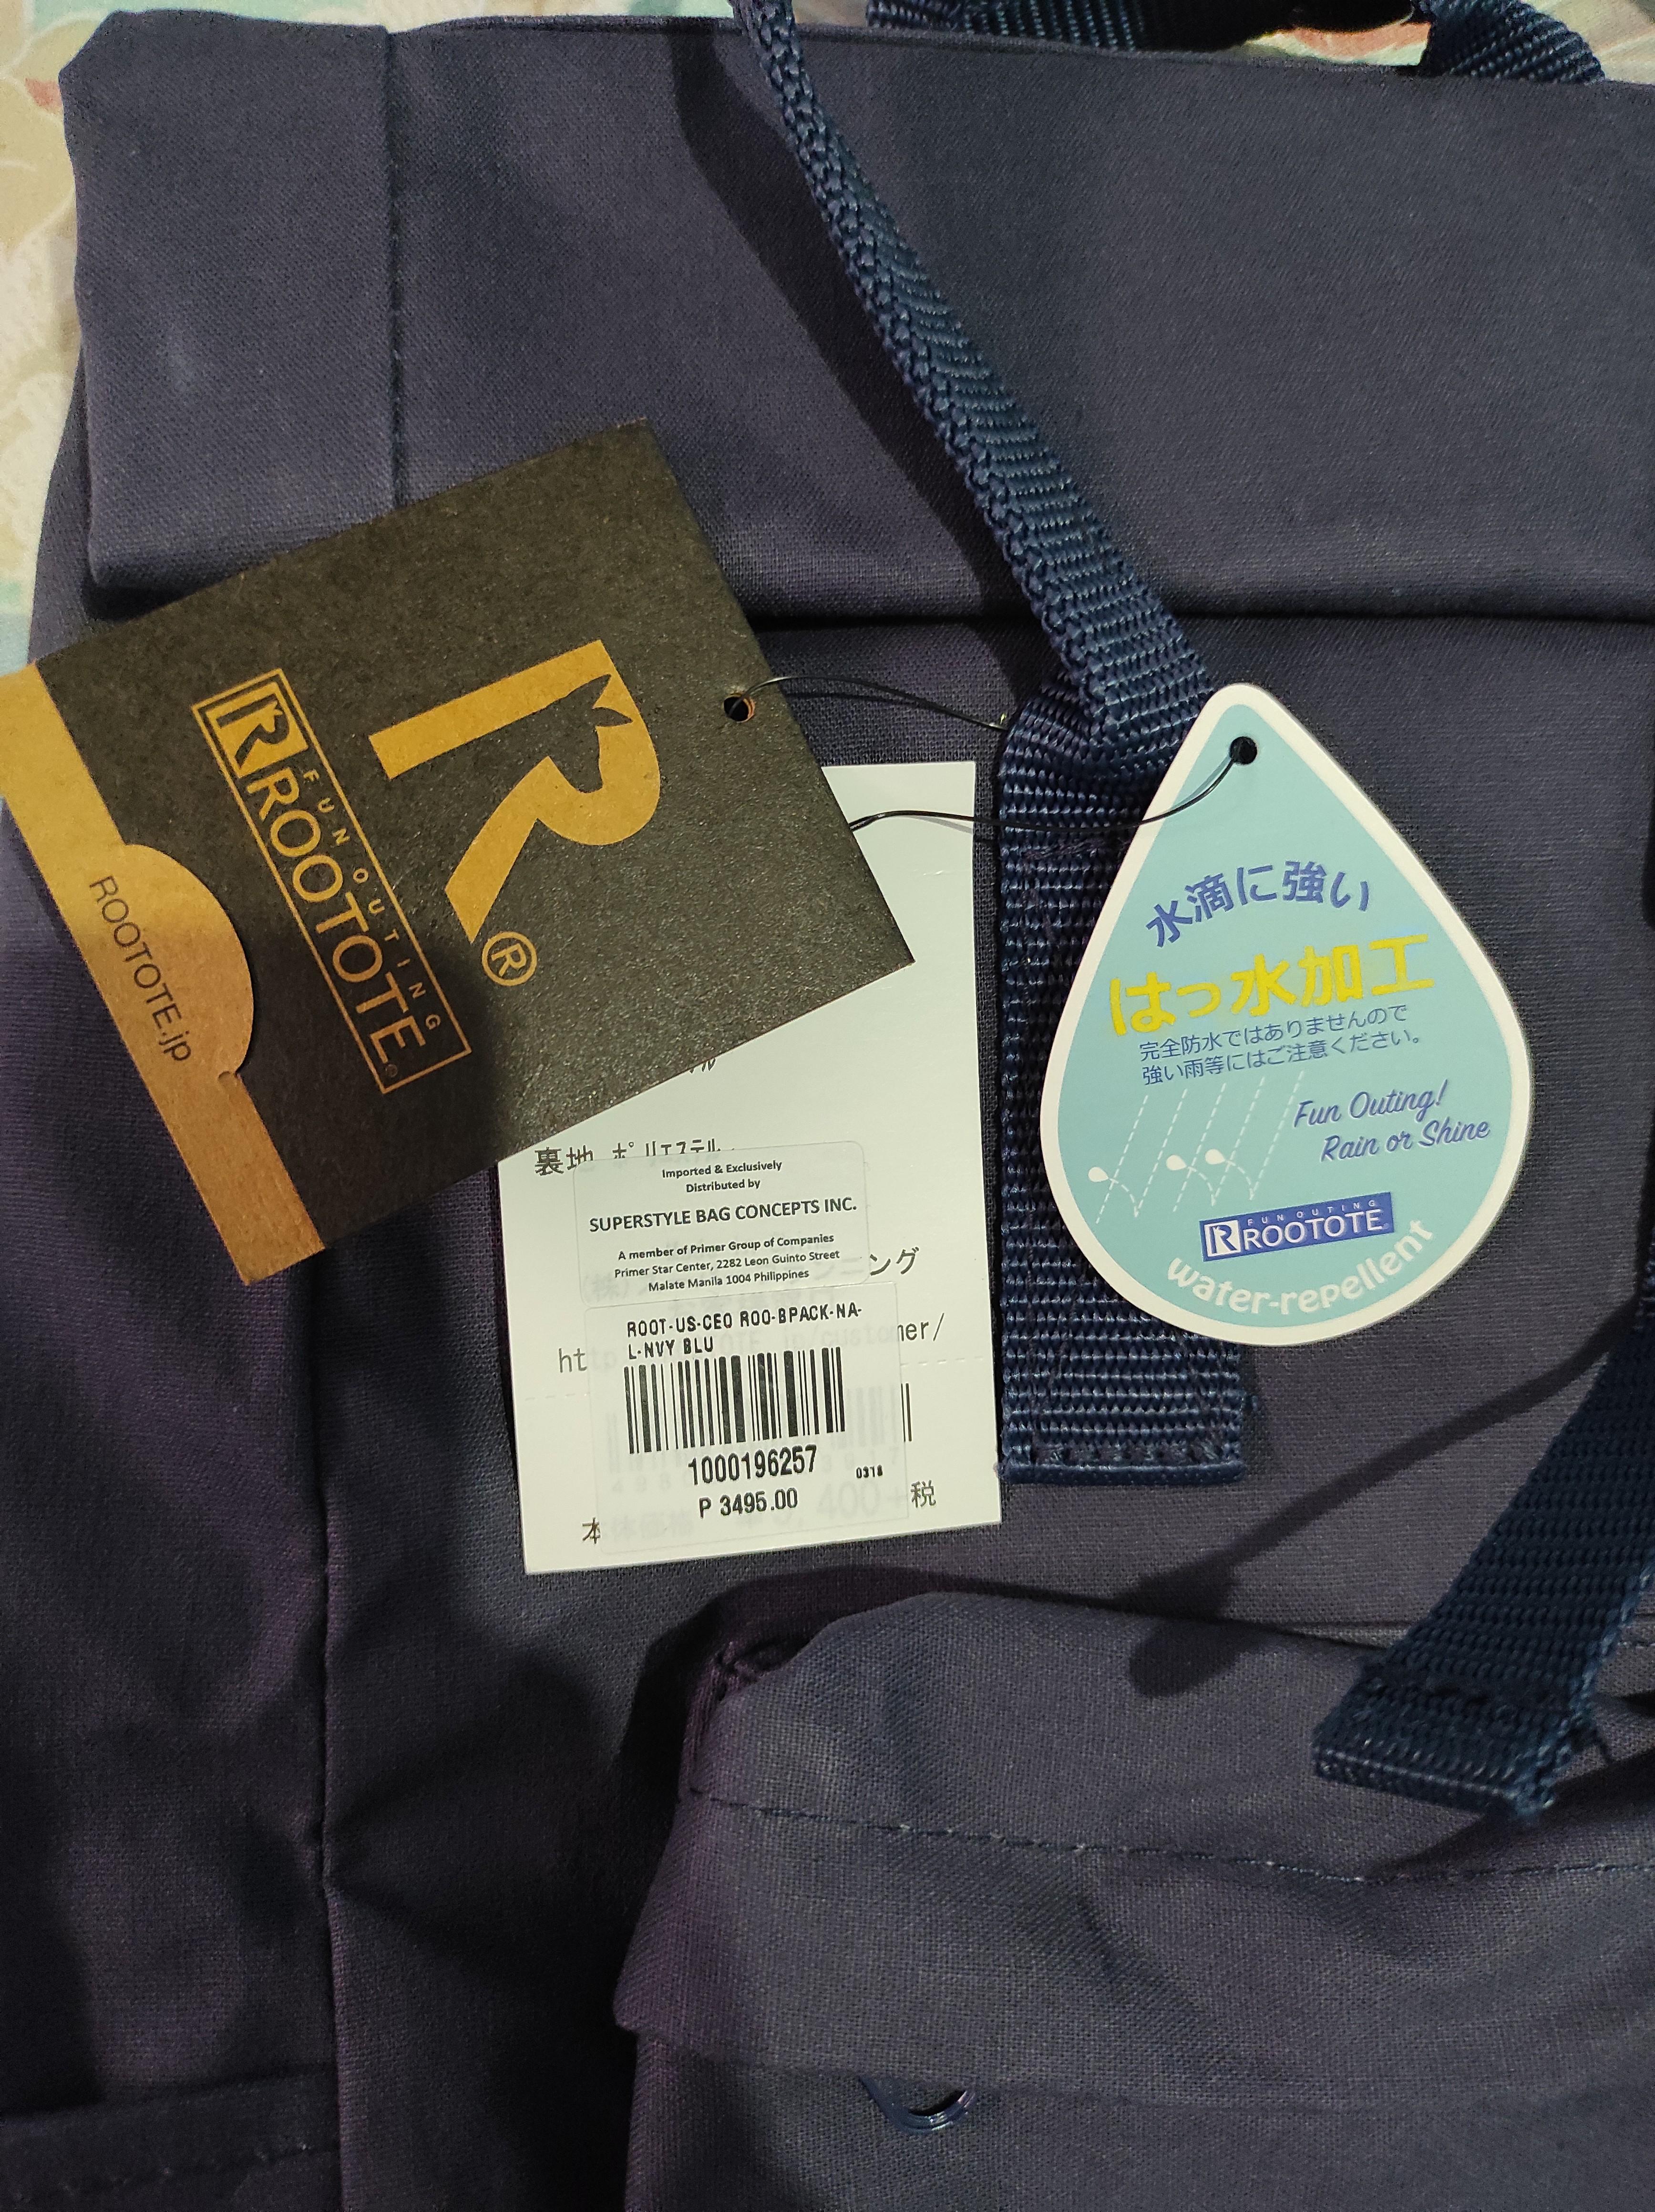 R®
R FUN OUTING
ROOTOTE®
ROOTOTE.jp
水滴に強い
はっ水加工
完全防水ではありませんので
強い雨等にはご注意ください。
Fun Outing!
Rain or Shine
R FUN OUTING
ROOTOTE
water-repellent
裏地 ポリエステル
Imported & Exclusively
Distributed by
SUPERSTYLE BAG CONCEPTS INC.
A member of Primer Group of Companies
Primer Star Center, 2282 Leon Guinto Street
Malate Manila 1004 Philippines
ニング
ht
ner/
ROOT-US-CEO ROO-BPACK-NA-
L-NVY BLU
1000196257
0318
P 3495.00
本
税